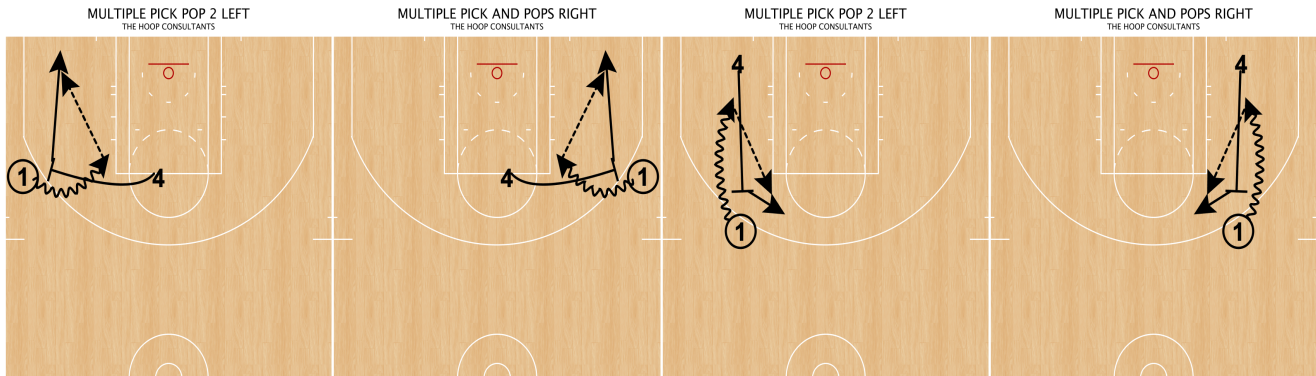 MULTIPLE PICK POP 2 LEFT
THE HOOP CONSULTANTS
1
4
MULTIPLE PICK AND POPS RIGHT
THE HOOP CONSULTANTS
4
1
MULTIPLE PICK POP 2 LEFT
THE HOOP CONSULTANTS
4
1
MULTIPLE PICK AND POPS RIGHT
THE HOOP CONSULTANTS
4
1